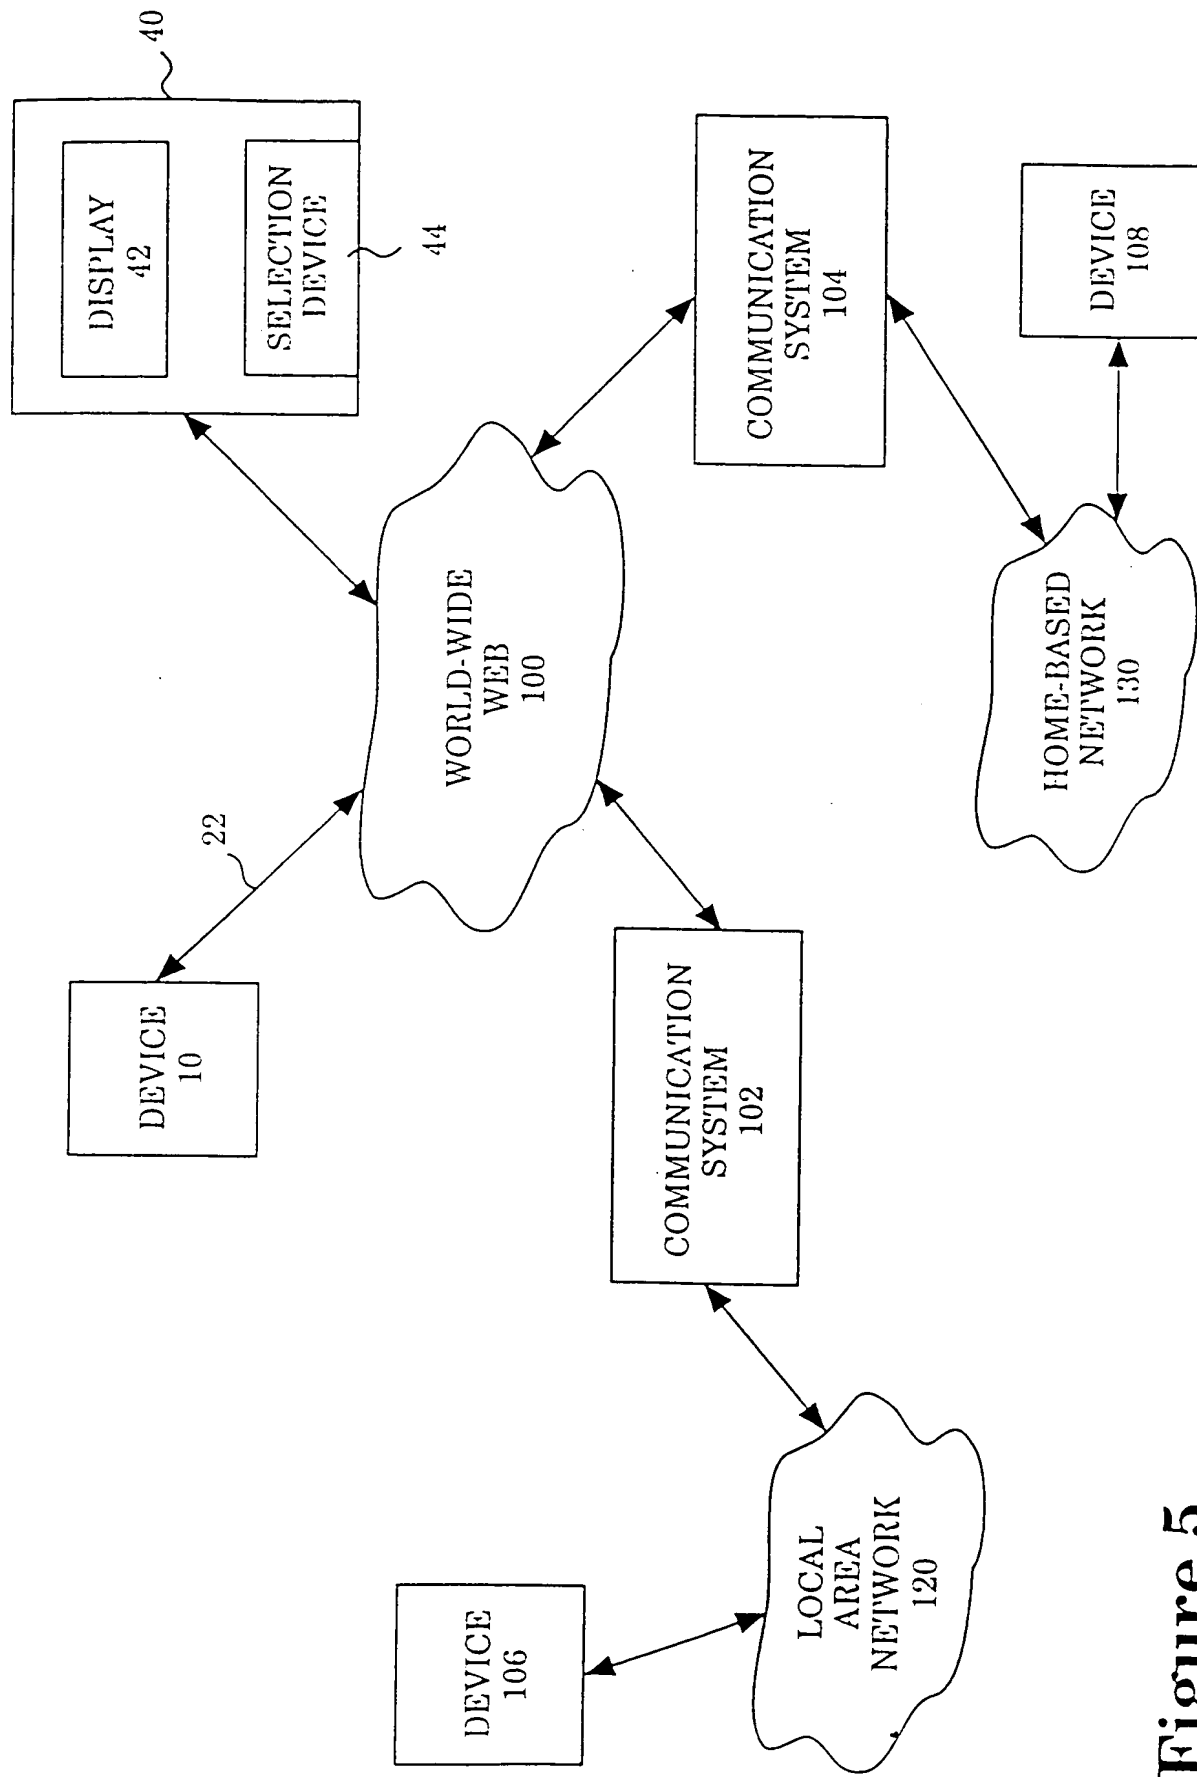 DEVICE
10
22
DISPLAY
42
SELECTION
DEVICE
40
44
WORLD-WIDE
WEB
100
DEVICE
106
COMMUNICATION
SYSTEM
102
COMMUNICATION
SYSTEM
104
LOCAL
AREA
NETWORK
120
HOME-BASED
NETWORK
130
DEVICE
108
Figure 5